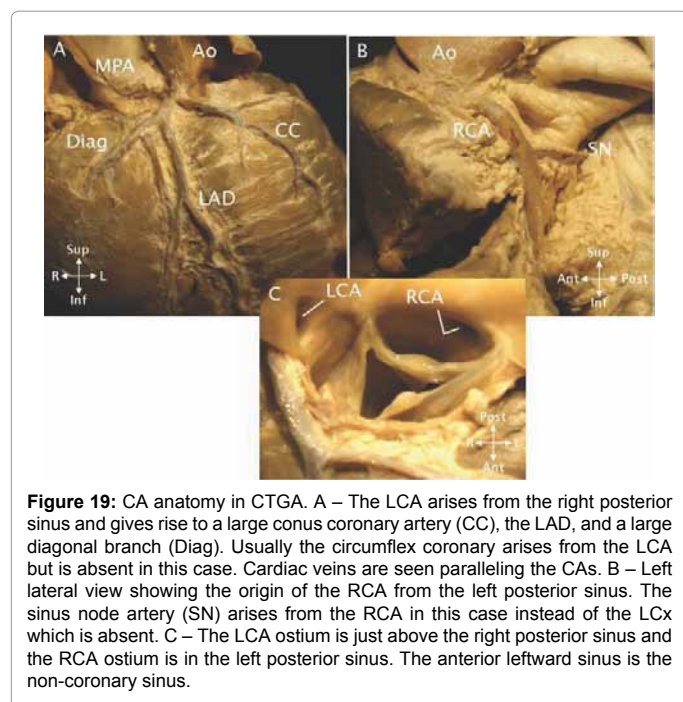 A
Ao
MPA
CC
Diag
LAD
Sup
R L
Inf
B
Ao
RCA
SN
Sup
Ant Post
Inf
C
LCA
RCA
Post
R L
Ant
Figure 19: CA anatomy in CTGA. A – The LCA arises from the right posterior
sinus and gives rise to a large conus coronary artery (CC), the LAD, and a large
diagonal branch (Diag). Usually the circumflex coronary arises from the LCA
but is absent in this case. Cardiac veins are seen paralleling the CAs. B – Left
lateral view showing the origin of the RCA from the left posterior sinus. The
sinus node artery (SN) arises from the RCA in this case instead of the LCx
which is absent. C – The LCA ostium is just above the right posterior sinus and
the RCA ostium is in the left posterior sinus. The anterior leftward sinus is the
non-coronary sinus.